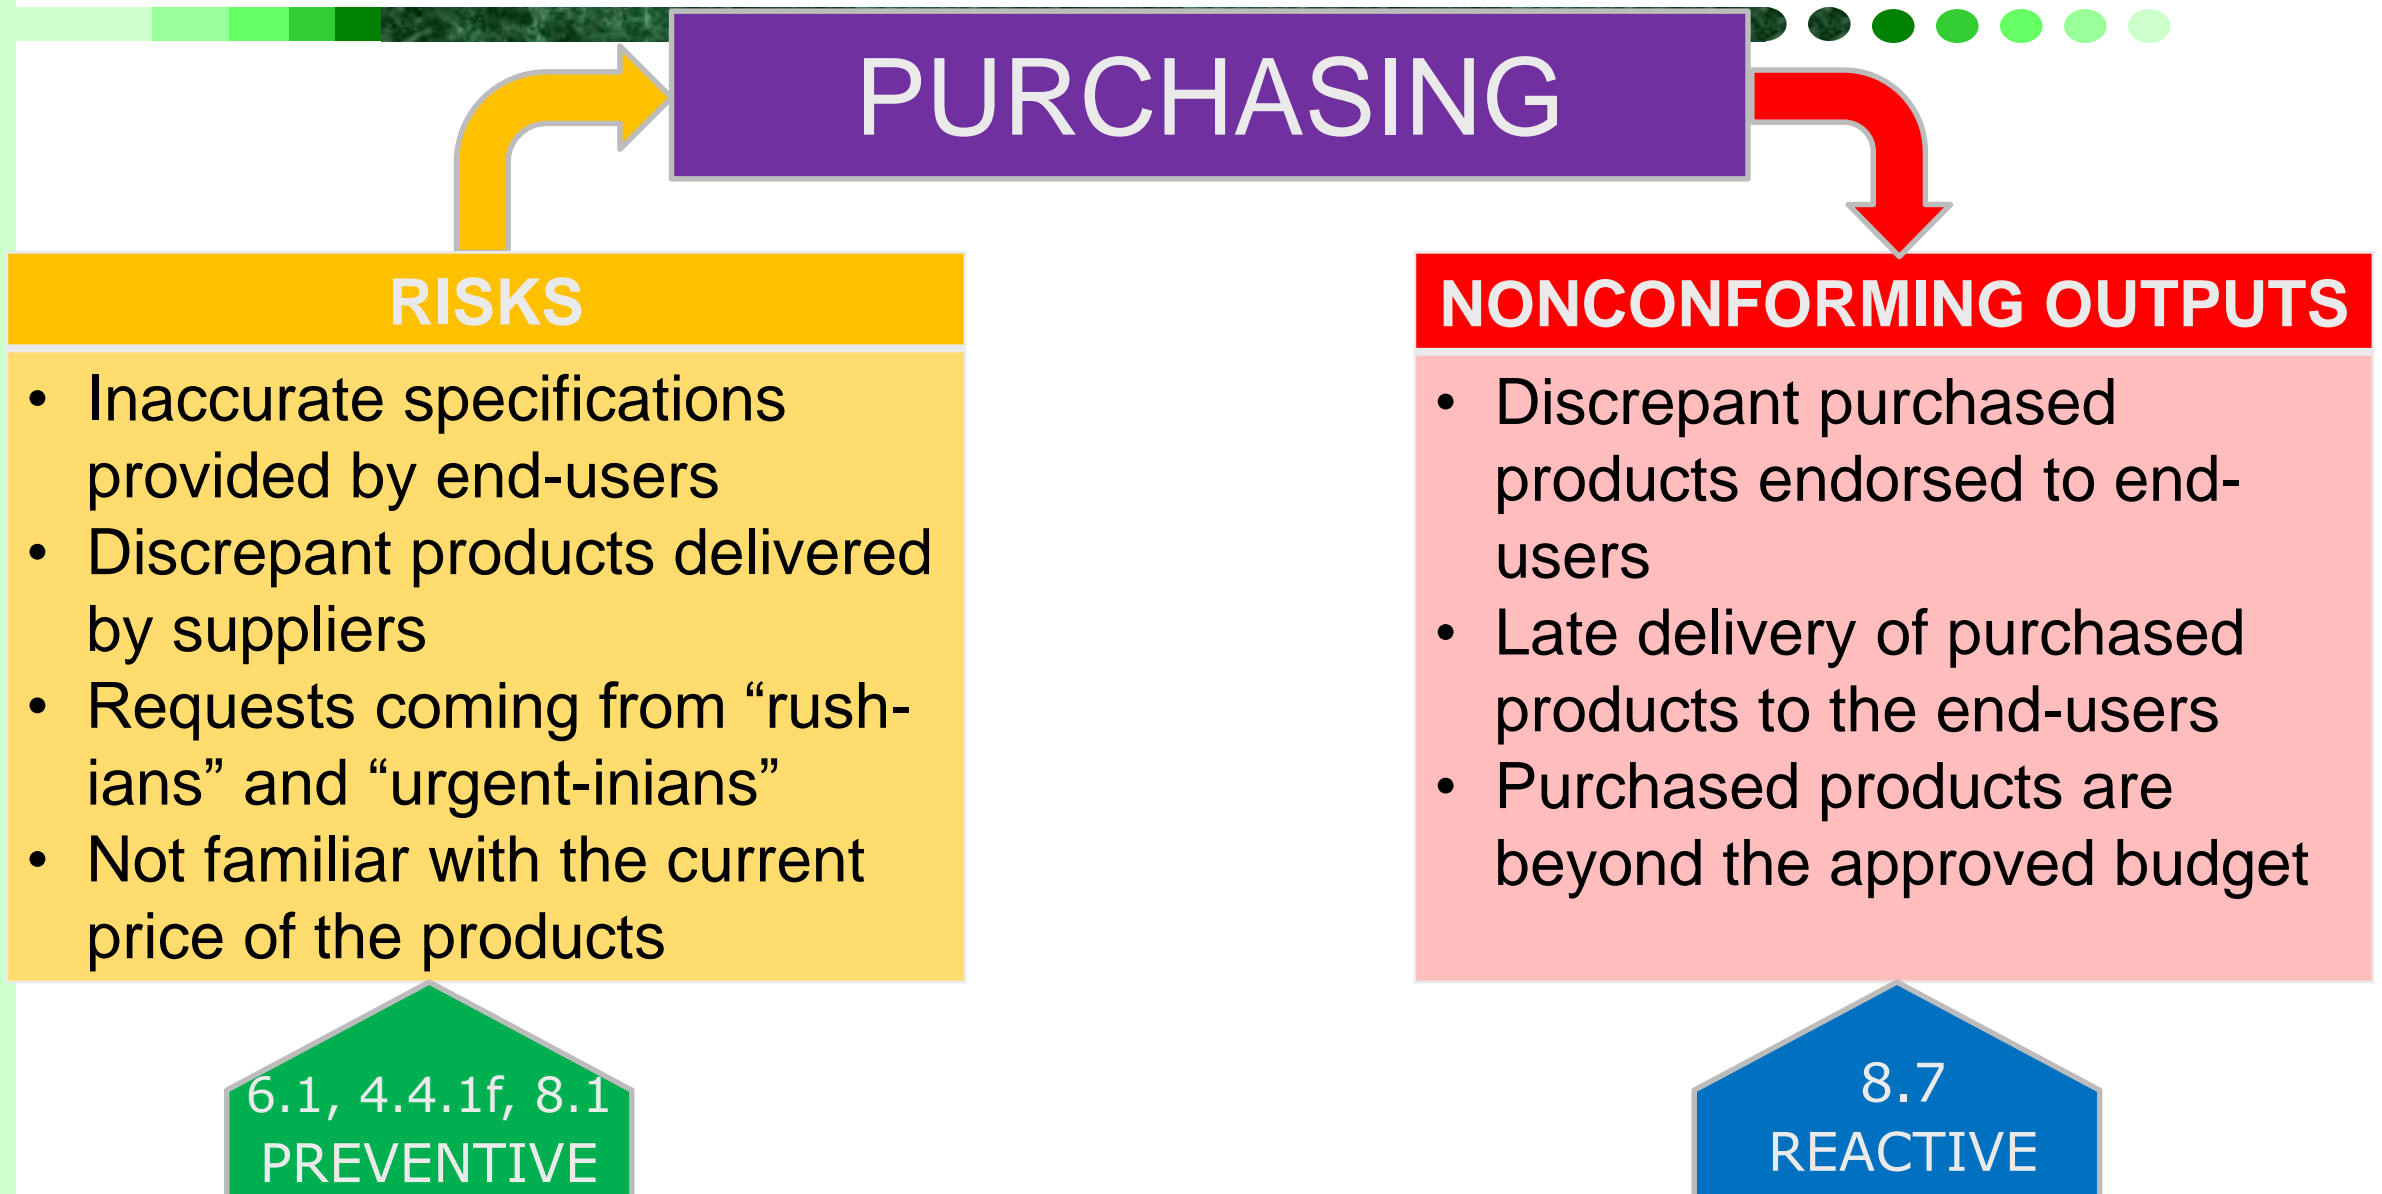 PURCHASING
RISKS
• Inaccurate specifications
provided by end-users
• Discrepant products delivered
by suppliers
• Requests coming from “rush-
ians” and “urgent-inians”
• Not familiar with the current
price of the products
6.1, 4.4.1f, 8.1
PREVENTIVE
NONCONFORMING OUTPUTS
• Discrepant purchased
products endorsed to end-
users
• Late delivery of purchased
products to the end-users
• Purchased products are
beyond the approved budget
8.7
REACTIVE